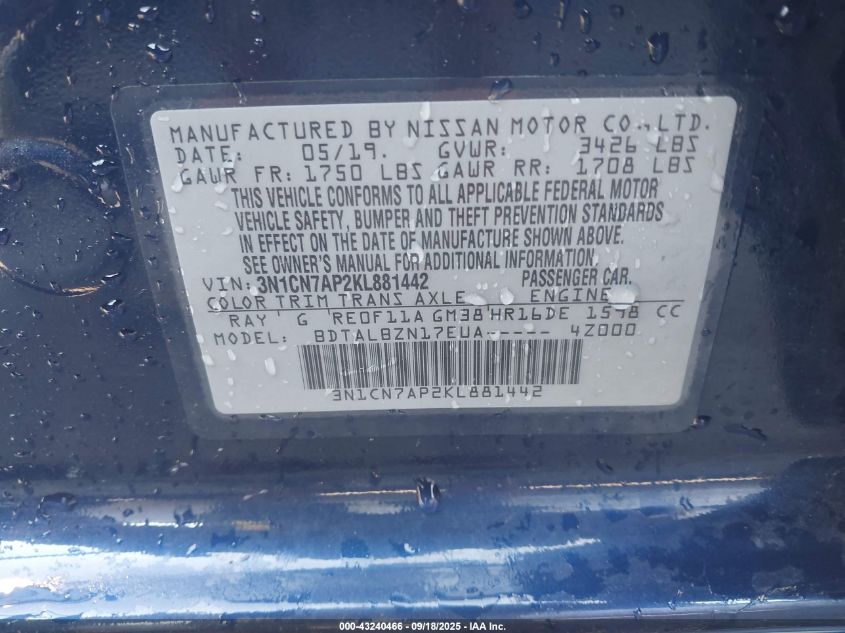 MANUFACTURED BY NISSAN MOTOR CO.,LTD.
DATE: 05/19. GVWR: 3426 LBS
GAWR FR: 1750 LBS GAWR RR: 1708 LBS
THIS VEHICLE CONFORMS TO ALL APPLICABLE FEDERAL MOTOR
VEHICLE SAFETY, BUMPER AND THEFT PREVENTION STANDARDS
IN EFFECT ON THE DATE OF MANUFACTURE SHOWN ABOVE.
SEE OWNER'S MANUAL FOR ADDITIONAL INFORMATION.
VIN: 3N1CN7AP2KL881442 PASSENGER CAR.
COLOR TRIM TRANS AXLE ENGINE
RAY G RE0F11A GM38 HR16DE 1598 CC
MODEL: BDTALBZN17EUA----- 4Z000
3N1CN7AP2KL881442
000-43240466 - 09/18/2025 - IAA Inc.